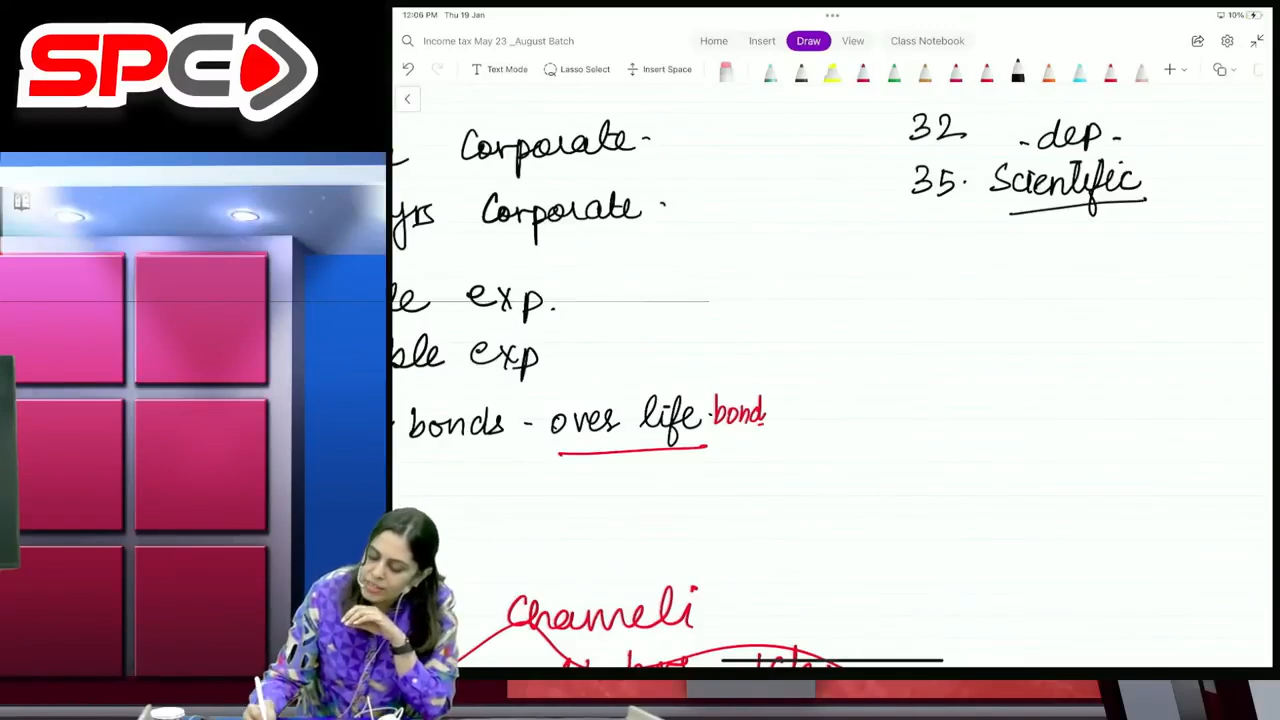 SPC
12:06 PM Thu 19 Jan
10%
Income tax May 23 _August Batch
Home Insert Draw View Class Notebook
Text Mode Lasso Select Insert Space
Corporate.
yrs Corporate.
exp.
ble exp
bonds - over life. bond
Chameli
32 - dep -
35. Scientific